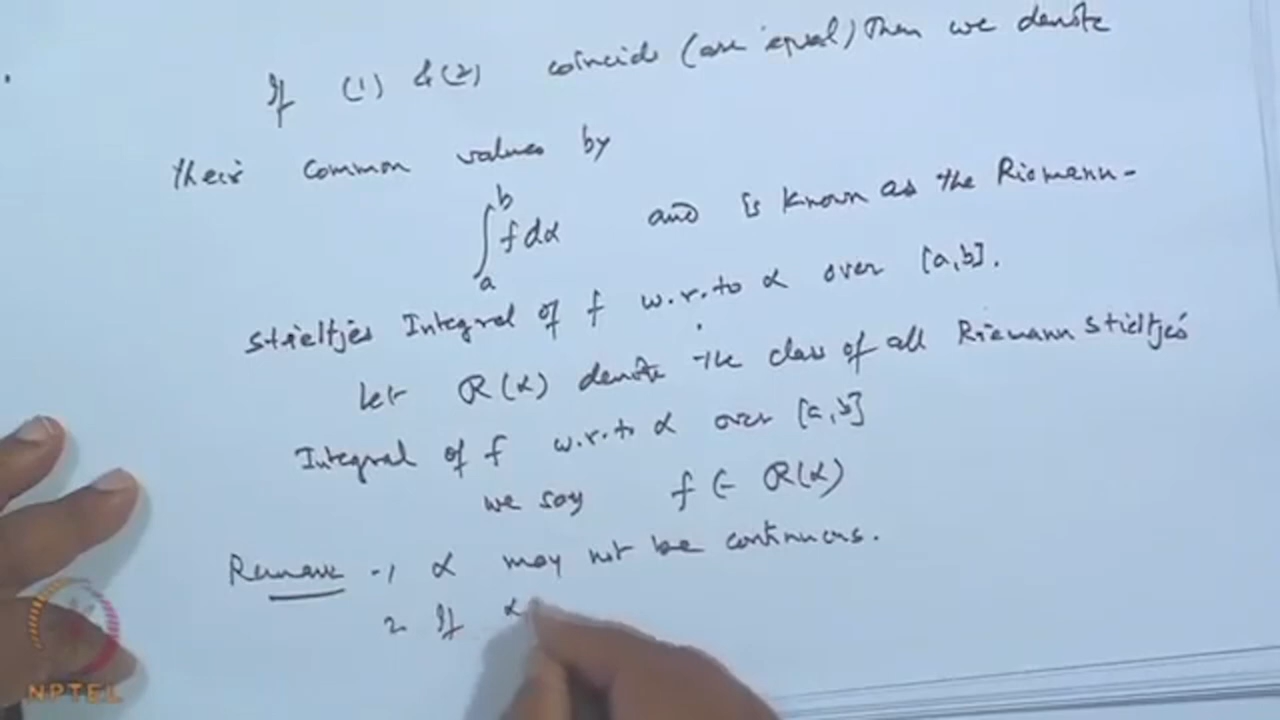 If (1) & (2) coincide (are equal) Then we denote
their common values by
∫_a^b f dα and is known as the Riemann-
Stieltjes Integral of f w.r.to α over [a,b].
Let R(α) denote the class of all Riemann Stieltjes
Integral of f w.r.to α over [a,b]
we say f ∈ R(α)
Remark -1 α may not be continuous.
2 If α
NPTEL